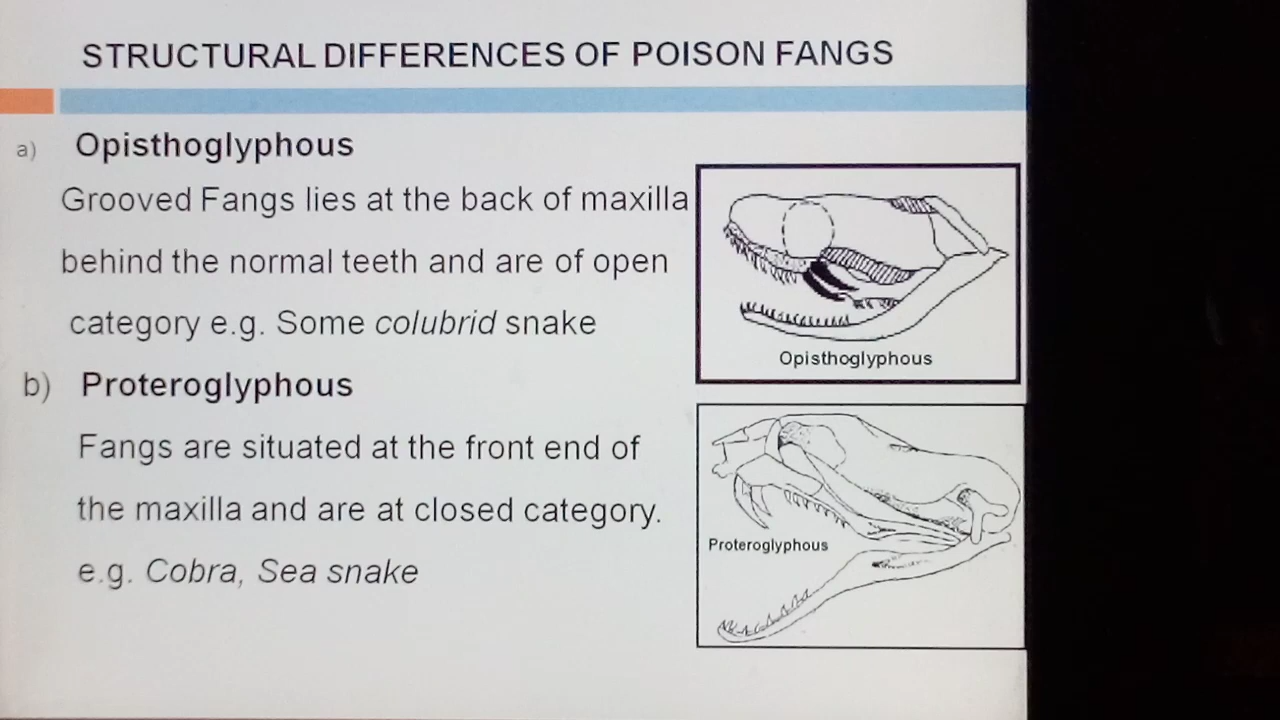 STRUCTURAL DIFFERENCES OF POISON FANGS
a) Opisthoglyphous
Grooved Fangs lies at the back of maxilla
behind the normal teeth and are of open
category e.g. Some colubrid snake
Opisthoglyphous
b) Proteroglyphous
Fangs are situated at the front end of
the maxilla and are at closed category.
e.g. Cobra, Sea snake
Proteroglyphous